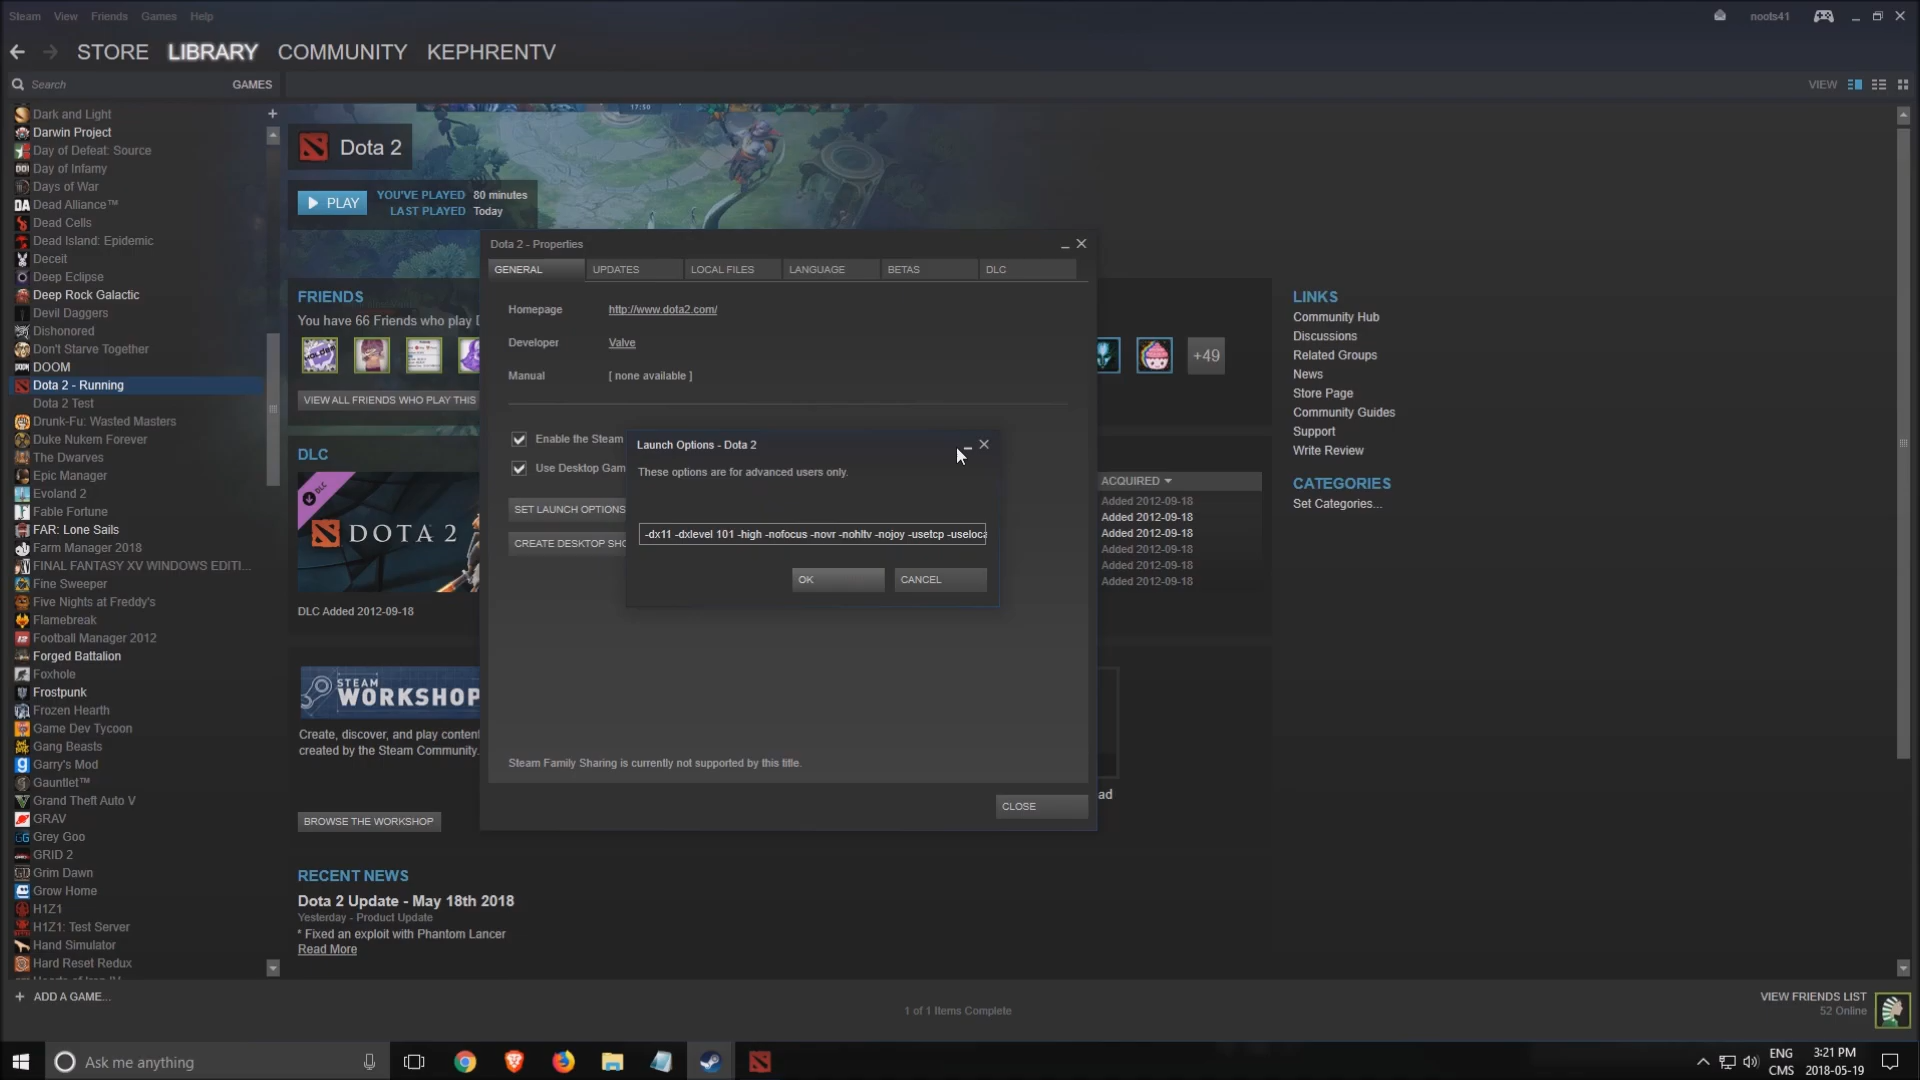 Steam View Friends Games Help
noots41
STORE LIBRARY COMMUNITY KEPHRENTV
Search
GAMES
VIEW
Dark and Light
Darwin Project
Day of Defeat: Source
Day of Infamy
Days of War
Dead Alliance™
Dead Cells
Dead Island: Epidemic
Deceit
Deep Eclipse
Deep Rock Galactic
Devil Daggers
Dishonored
Don't Starve Together
DOOM
Dota 2 - Running
Dota 2 Test
Drunk-Fu: Wasted Masters
Duke Nukem Forever
The Dwarves
Epic Manager
Evoland 2
Fable Fortune
FAR: Lone Sails
Farm Manager 2018
FINAL FANTASY XV WINDOWS EDITI...
Fine Sweeper
Five Nights at Freddy's
Flamebreak
Football Manager 2012
Forged Battalion
Foxhole
Frostpunk
Frozen Hearth
Game Dev Tycoon
Gang Beasts
Garry's Mod
Gauntlet™
Grand Theft Auto V
GRAV
Grey Goo
GRID 2
Grim Dawn
Grow Home
H1Z1
H1Z1: Test Server
Hand Simulator
Hard Reset Redux
ADD A GAME...
17:50
Dota 2
PLAY
YOU'VE PLAYED 80 minutes
LAST PLAYED Today
FRIENDS
You have 66 Friends who play
VIEW ALL FRIENDS WHO PLAY THIS
+49
DLC
DLC
DOTA 2
DLC Added 2012-09-18
ACQUIRED
Added 2012-09-18
Added 2012-09-18
Added 2012-09-18
Added 2012-09-18
Added 2012-09-18
Added 2012-09-18
STEAM
WORKSHOP
Create, discover, and play content
created by the Steam Community.
ad
BROWSE THE WORKSHOP
RECENT NEWS
Dota 2 Update - May 18th 2018
Yesterday - Product Update
* Fixed an exploit with Phantom Lancer
Read More
Dota 2 - Properties
GENERAL UPDATES LOCAL FILES LANGUAGE BETAS DLC
Homepage http://www.dota2.com/
Developer Valve
Manual [ none available ]
Enable the Steam
Use Desktop Gam
SET LAUNCH OPTIONS
CREATE DESKTOP SHO
Steam Family Sharing is currently not supported by this title.
CLOSE
Launch Options - Dota 2
These options are for advanced users only.
-dx11 -dxlevel 101 -high -nofocus -novr -nohltv -nojoy -usetcp -useloca
OK CANCEL
LINKS
Community Hub
Discussions
Related Groups
News
Store Page
Community Guides
Support
Write Review
CATEGORIES
Set Categories...
1 of 1 Items Complete
VIEW FRIENDS LIST
52 Online
Ask me anything
ENG
CMS
3:21 PM
2018-05-19